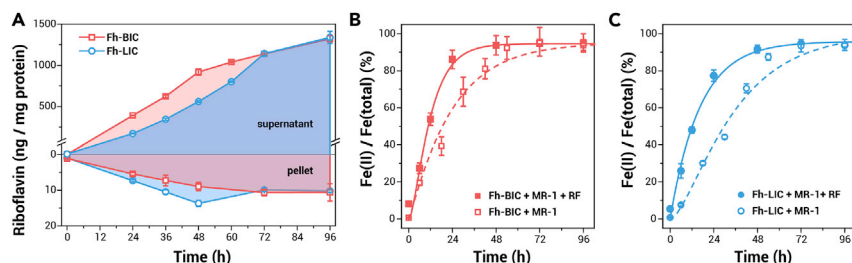 A
Fh-BIC
Fh-LIC
1500
1000
500
0
10
20
Riboflavin (ng / mg protein)
supernatant
pellet
0 24 36 48 60 72 96
Time (h)
B
100
80
60
40
20
0
Fe(II) / Fe(total) (%)
Fh-BIC + MR-1 + RF
Fh-BIC + MR-1
0 24 48 72 96
Time (h)
C
100
80
60
40
20
0
Fe(II) / Fe(total) (%)
Fh-LIC + MR-1 + RF
Fh-LIC + MR-1
0 24 48 72 96
Time (h)